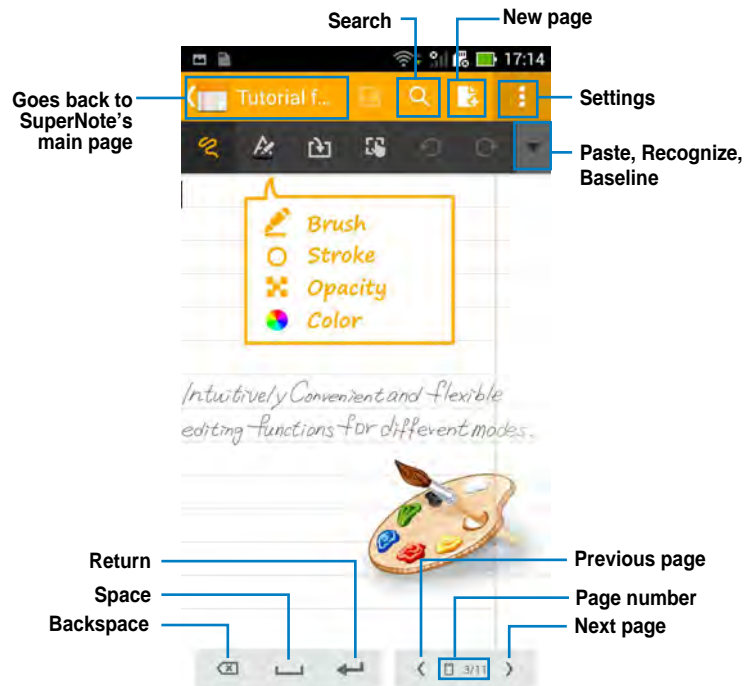 Search
New page
17:14
Goes back to
SuperNote's
main page
Tutorial f...
Settings
Paste, Recognize,
Baseline
Brush
Stroke
Opacity
Color
Intuitively Convenient and flexible
editing functions for different modes.
Return
Space
Backspace
Previous page
Page number
Next page
3/11